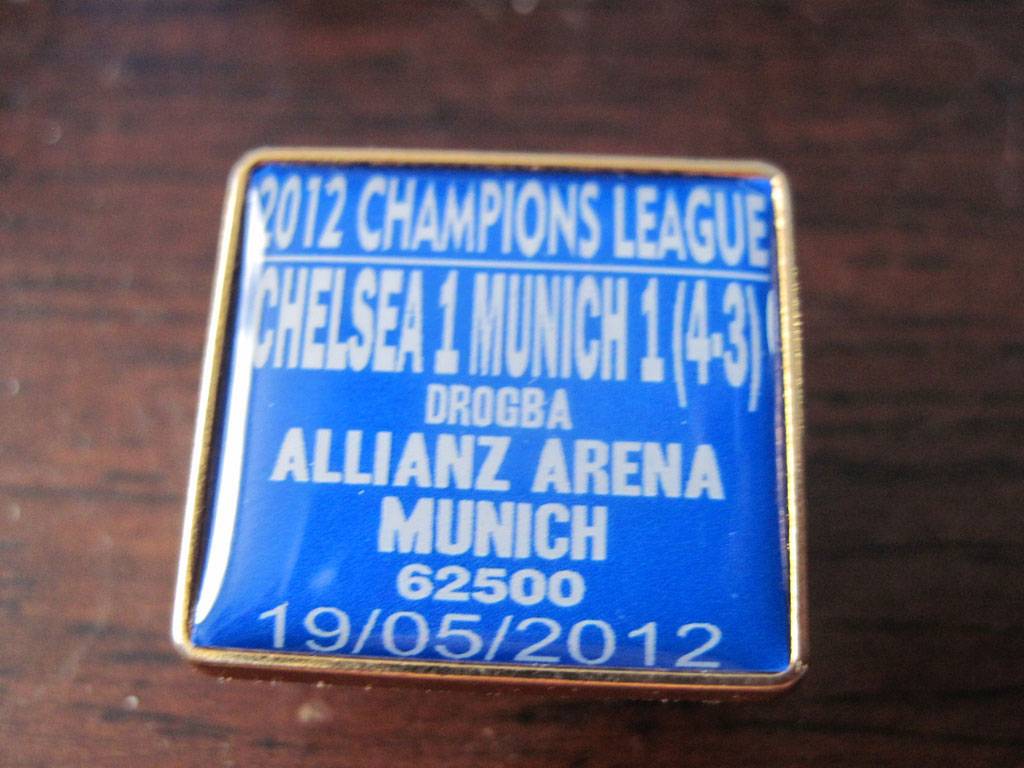 2012 CHAMPIONS LEAGUE
CHELSEA 1 MUNICH 1 (4-3)
DROGBA
ALLIANZ ARENA
MUNICH
62500
19/05/2012